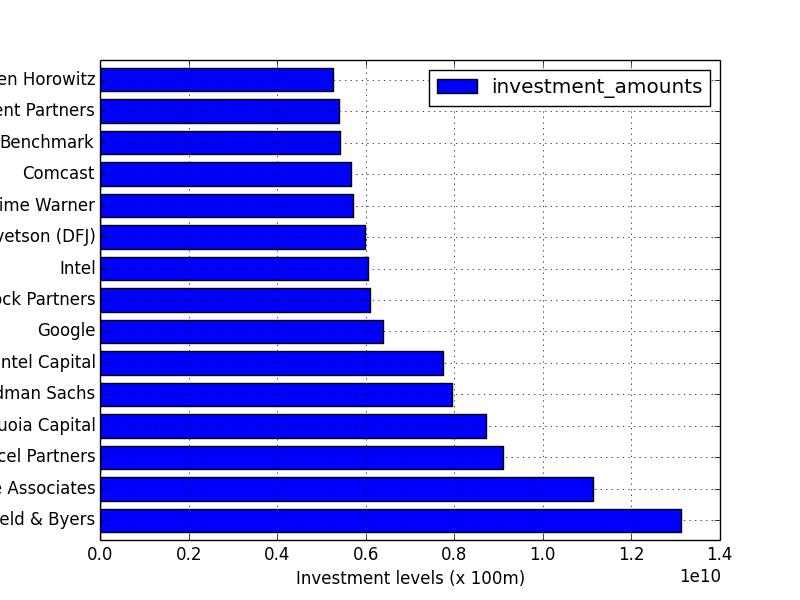 investment_amounts
en Horowitz
ent Partners
Benchmark
Comcast
ime Warner
vetson (DFJ)
Intel
ock Partners
Google
ntel Capital
dman Sachs
uoia Capital
cel Partners
e Associates
eld & Byers
0.0 0.2 0.4 0.6 0.8 1.0 1.2 1.4
1e10
Investment levels (x 100m)